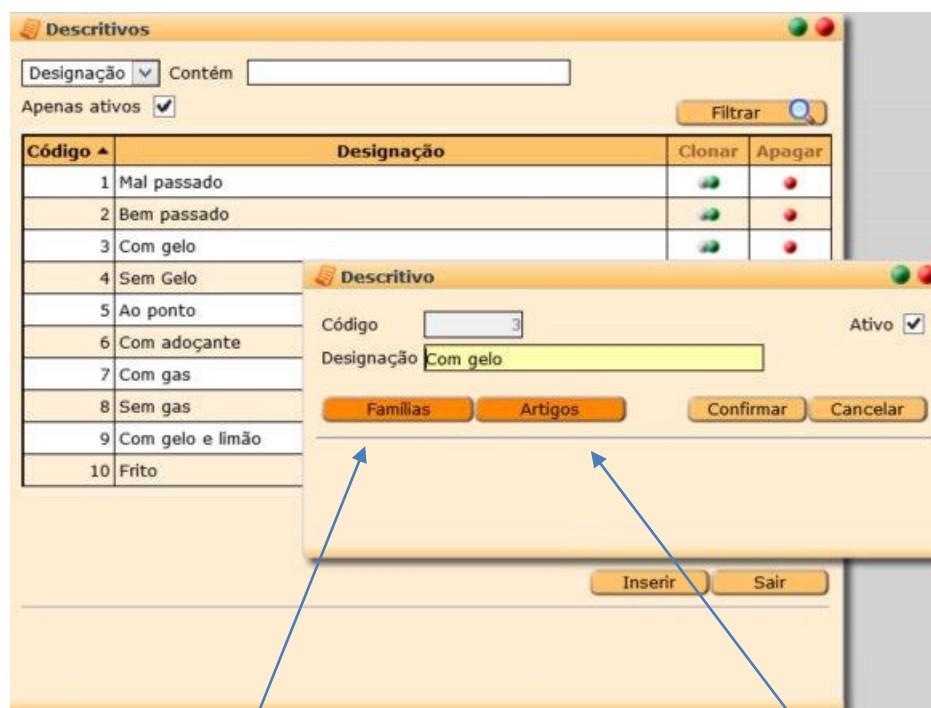 Descritivos
Designação Contém
Apenas ativos
Filtrar
Código Designação Clonar Apagar
1 Mal passado
2 Bem passado
3 Com gelo
4 Sem Gelo
5 Ao ponto
6 Com adoçante
7 Com gas
8 Sem gas
9 Com gelo e limão
10 Frito
Descritivo
Código 3 Ativo
Designação Com gelo
Famílias Artigos Confirmar Cancelar
Inserir Sair